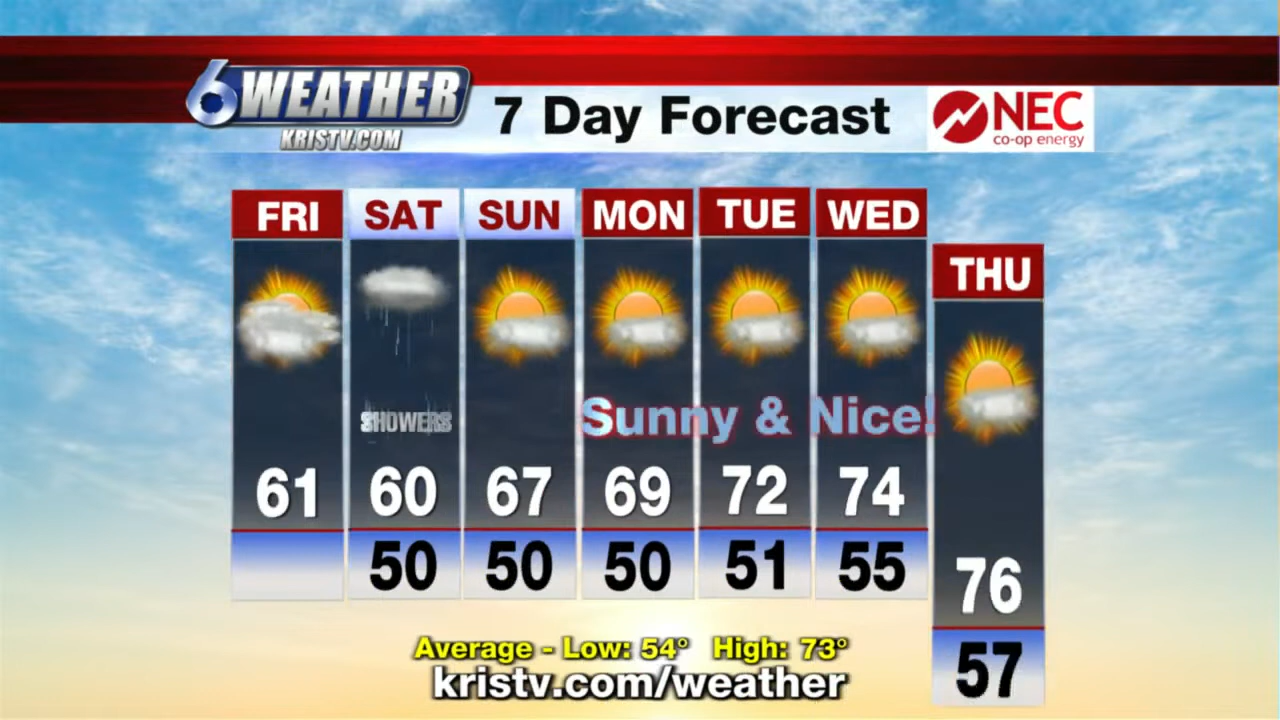 6 WEATHER
KRISTV.COM
7 Day Forecast
NEC
co-op energy
FRI SAT SUN MON TUE WED THU
SHOWERS
Sunny & Nice!
61 60 67 69 72 74 76
50 50 50 51 55 57
Average - Low: 54° High: 73°
kristv.com/weather